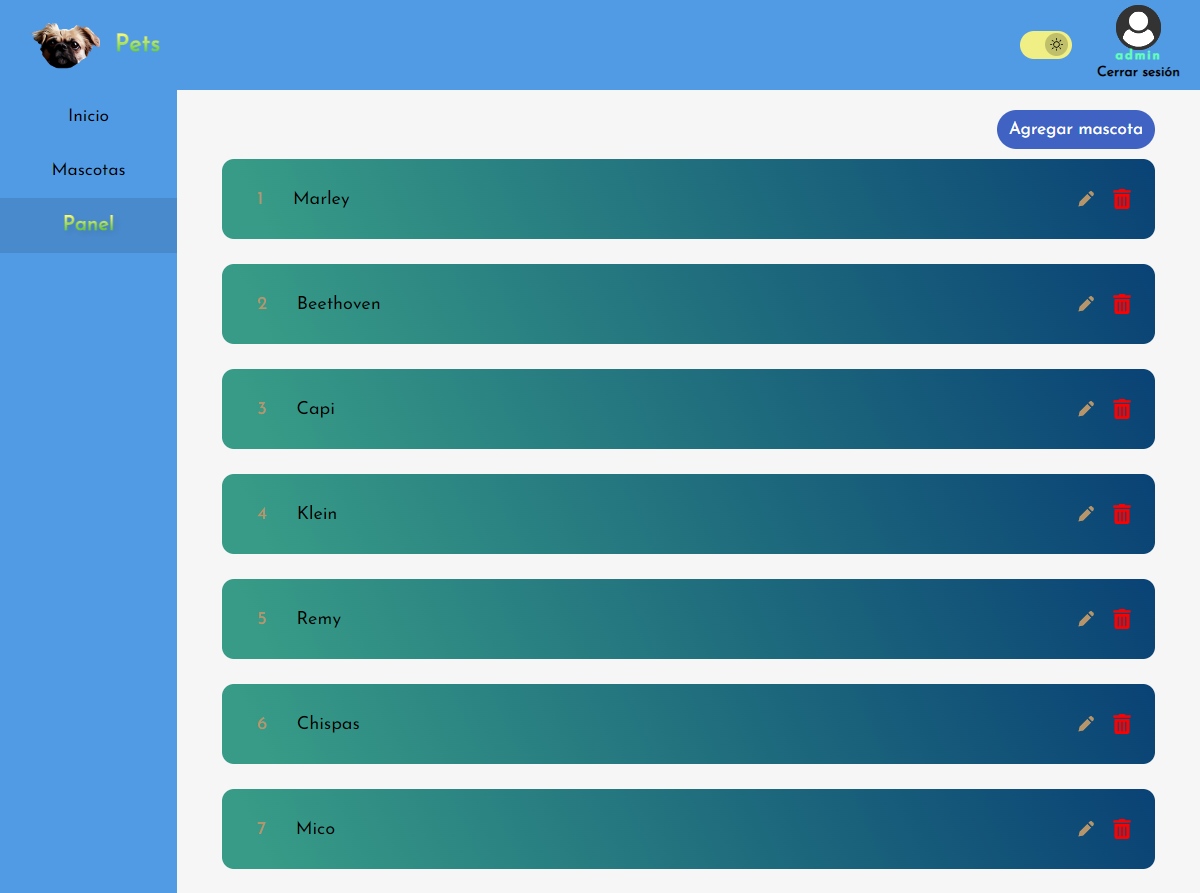 Pets
admin
Cerrar sesión
Inicio
Mascotas
Panel
Agregar mascota
1 Marley
2 Beethoven
3 Capi
4 Klein
5 Remy
6 Chispas
7 Mico